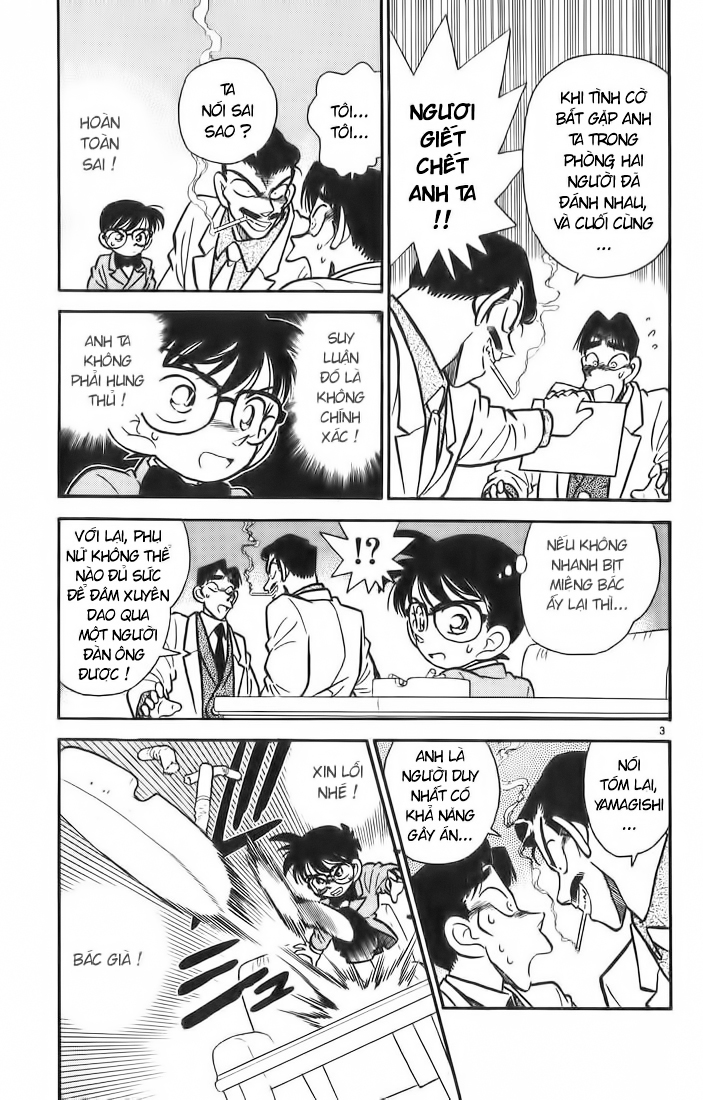 KHI TÌNH CỜ
BẮT GẶP ANH
TA TRONG
PHÒNG HAI
NGƯỜI ĐÃ
ĐÁNH NHAU,
VÀ CUỐI CÙNG
...
NGƯƠI
GIẾT
CHẾT
ANH TA
!!
TÔI...
TÔI...
TA
NÓI SAI
SAO ?
HOÀN
TOÀN
SAI !
SUY
LUẬN
ĐÓ LÀ
KHÔNG
CHÍNH
XÁC !
ANH TA
KHÔNG
PHẢI HUNG
THỦ !
NẾU KHÔNG
NHANH BỊT
MIỆNG BÁC
ẤY LẠI THÌ...
!?
VỚI LẠI, PHỤ
NỮ KHÔNG THỂ
NÀO ĐỦ SỨC
ĐỂ ĐÂM XUYÊN
DAO QUA
MỘT NGƯỜI
ĐÀN ÔNG
ĐƯỢC !
3
NÓI
TÓM LẠI,
YAMAGISHI
...
ANH LÀ
NGƯỜI DUY
NHẤT CÓ
KHẢ NĂNG
GÂY ÁN...
XIN LỖI
NHÉ !
BÁC GIÀ !